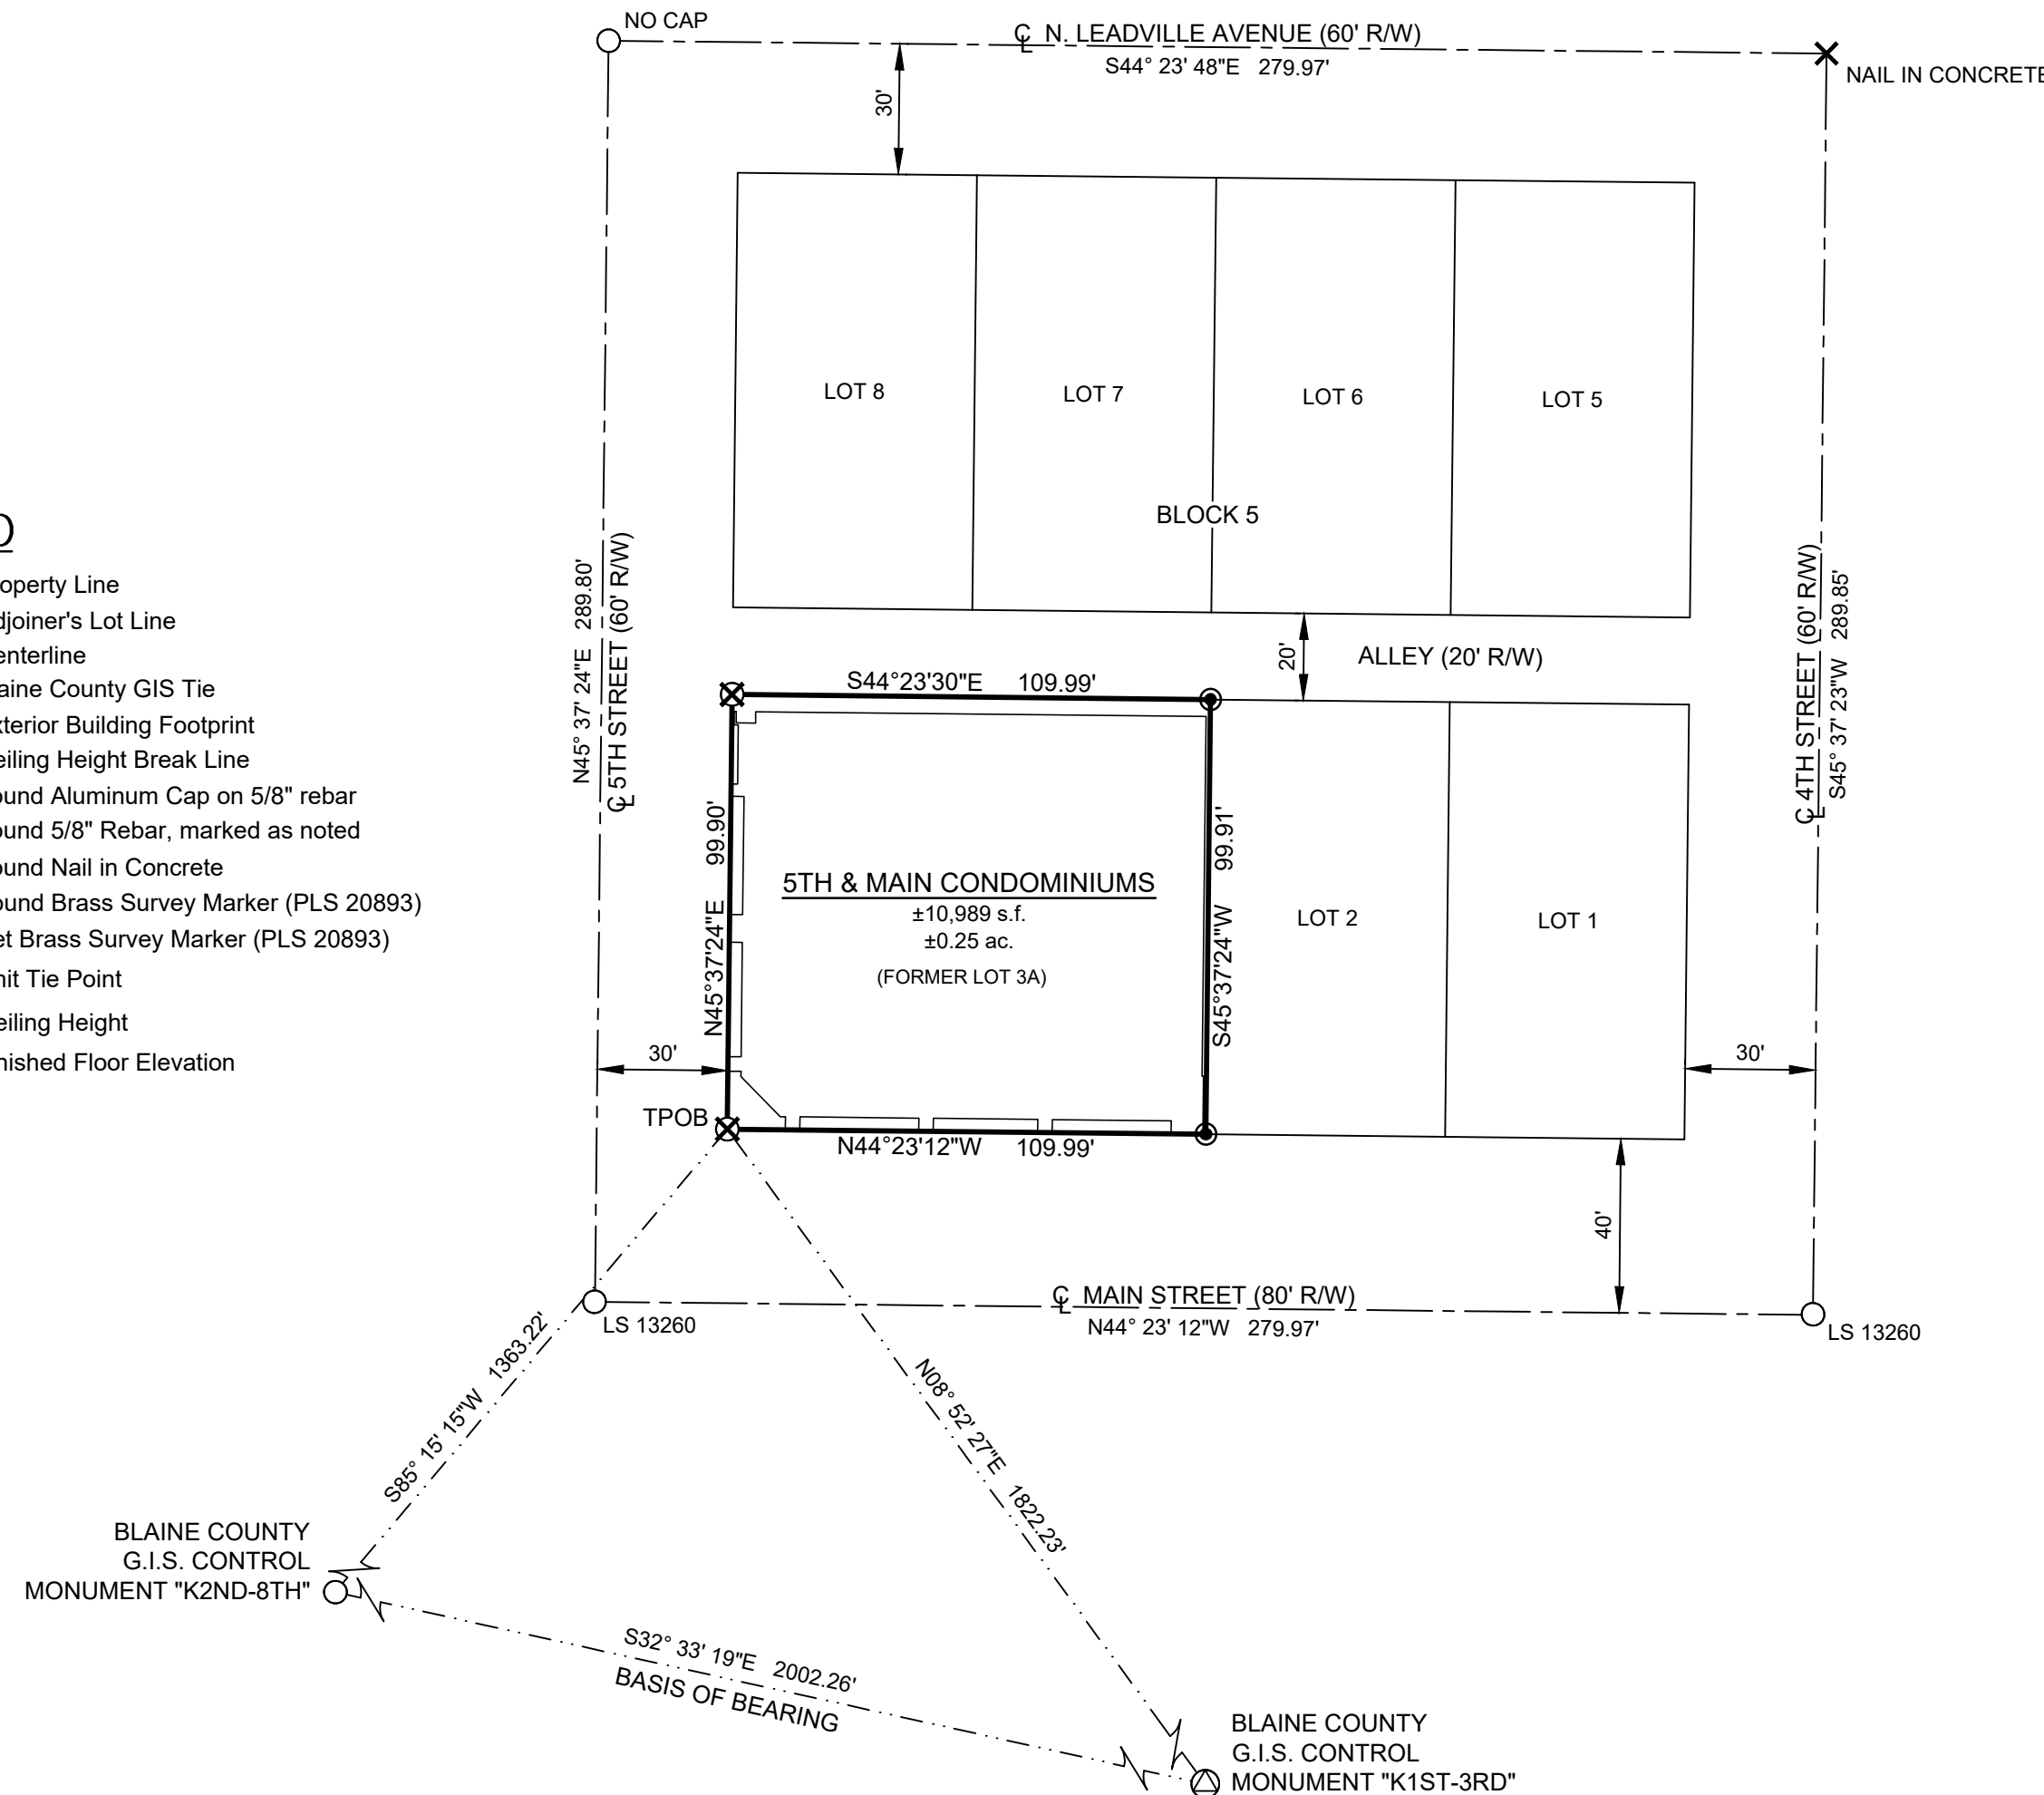 NO CAP
℄ N. LEADVILLE AVENUE (60' R/W)
S44° 23' 48"E 279.97'
NAIL IN CONCRETE
30'
LOT 8
LOT 7
LOT 6
LOT 5
BLOCK 5
N45° 37' 24"E 289.80'
℄ 5TH STREET (60' R/W)
℄ 4TH STREET (60' R/W)
S45° 37' 23"W 289.85'
20'
ALLEY (20' R/W)
operty Line
djoiner's Lot Line
enterline
aine County GIS Tie
xterior Building Footprint
eiling Height Break Line
ound Aluminum Cap on 5/8" rebar
ound 5/8" Rebar, marked as noted
ound Nail in Concrete
ound Brass Survey Marker (PLS 20893)
et Brass Survey Marker (PLS 20893)
nit Tie Point
eiling Height
nished Floor Elevation
S44°23'30"E 109.99'
N45°37'24"E 99.90'
5TH & MAIN CONDOMINIUMS
±10,989 s.f.
±0.25 ac.
(FORMER LOT 3A)
S45°37'24"W 99.91'
LOT 2
LOT 1
30'
30'
TPOB
N44°23'12"W 109.99'
40'
℄ MAIN STREET (80' R/W)
N44° 23' 12"W 279.97'
LS 13260
LS 13260
S85° 15' 15"W 1363.22'
N08° 52' 27"E 1822.23'
BLAINE COUNTY
G.I.S. CONTROL
MONUMENT "K2ND-8TH"
S32° 33' 19"E 2002.26'
BASIS OF BEARING
BLAINE COUNTY
G.I.S. CONTROL
MONUMENT "K1ST-3RD"